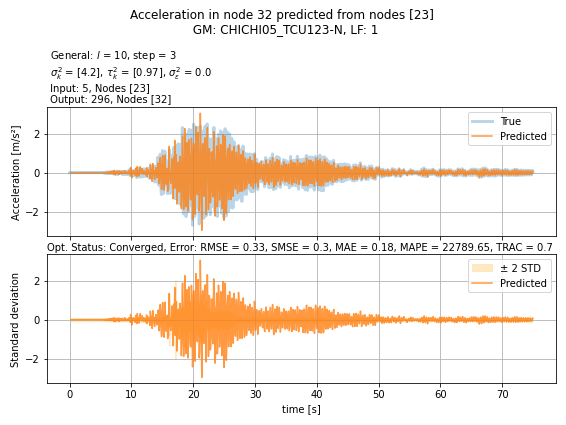 Acceleration in node 32 predicted from nodes [23]
GM: CHICHI05_TCU123-N, LF: 1
General: l = 10, step = 3
σ²ₖ = [4.2], τ²ₖ = [0.97], σ²ε = 0.0
Input: 5, Nodes [23]
Output: 296, Nodes [32]
Acceleration [m/s²]
2
0
−2
True
Predicted
Opt. Status: Converged, Error: RMSE = 0.33, SMSE = 0.3, MAE = 0.18, MAPE = 22789.65, TRAC = 0.7
Standard deviation
2
0
−2
± 2 STD
Predicted
0 10 20 30 40 50 60 70
time [s]